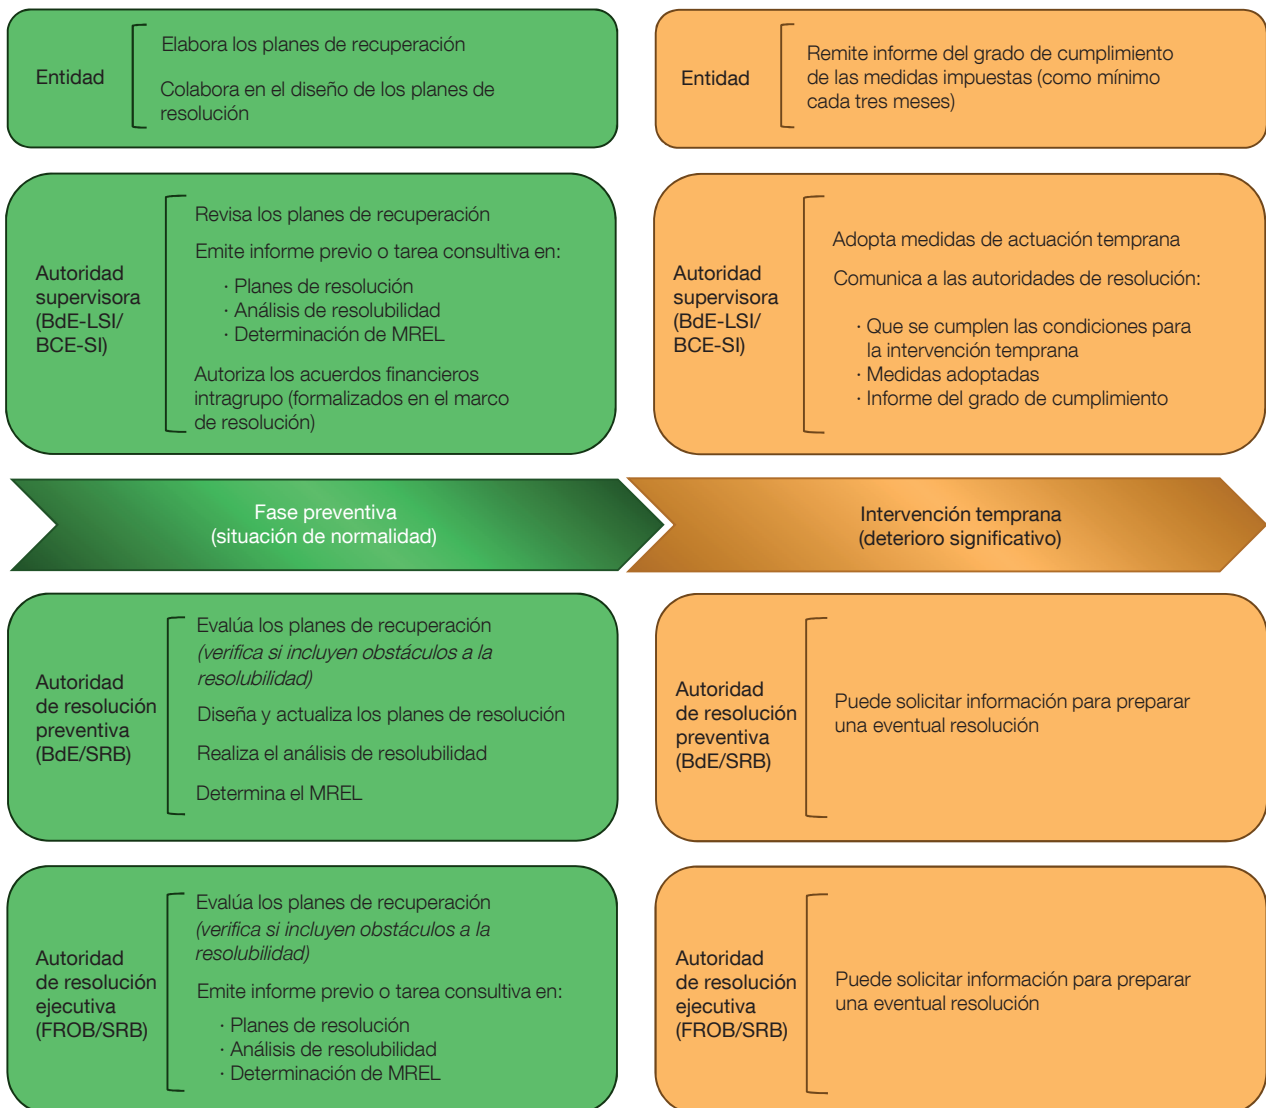 Entidad
Elabora los planes de recuperación
Colabora en el diseño de los planes de
resolución
Entidad
Remite informe del grado de cumplimiento
de las medidas impuestas (como mínimo
cada tres meses)
Autoridad
supervisora
(BdE-LSI/
BCE-SI)
Revisa los planes de recuperación
Emite informe previo o tarea consultiva en:
· Planes de resolución
· Análisis de resolubilidad
· Determinación de MREL
Autoriza los acuerdos financieros
intragrupo (formalizados en el marco
de resolución)
Autoridad
supervisora
(BdE-LSI/
BCE-SI)
Adopta medidas de actuación temprana
Comunica a las autoridades de resolución:
· Que se cumplen las condiciones para
la intervención temprana
· Medidas adoptadas
· Informe del grado de cumplimiento
Fase preventiva
(situación de normalidad)
Intervención temprana
(deterioro significativo)
Autoridad
de resolución
preventiva
(BdE/SRB)
Evalúa los planes de recuperación
(verifica si incluyen obstáculos a la
resolubilidad)
Diseña y actualiza los planes de resolución
Realiza el análisis de resolubilidad
Determina el MREL
Autoridad
de resolución
preventiva
(BdE/SRB)
Puede solicitar información para preparar
una eventual resolución
Autoridad
de resolución
ejecutiva
(FROB/SRB)
Evalúa los planes de recuperación
(verifica si incluyen obstáculos a la
resolubilidad)
Emite informe previo o tarea consultiva en:
· Planes de resolución
· Análisis de resolubilidad
· Determinación de MREL
Autoridad
de resolución
ejecutiva
(FROB/SRB)
Puede solicitar información para preparar
una eventual resolución